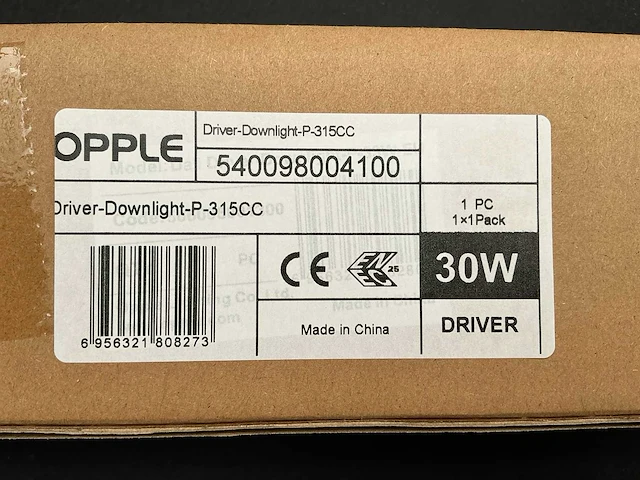 OPPLE
Driver-Downlight-P-315CC
540098004100
Driver-Downlight-P-315CC
1 PC
1×1Pack
CE
ENEC 25
30W
6 956321 808273
Made in China
DRIVER